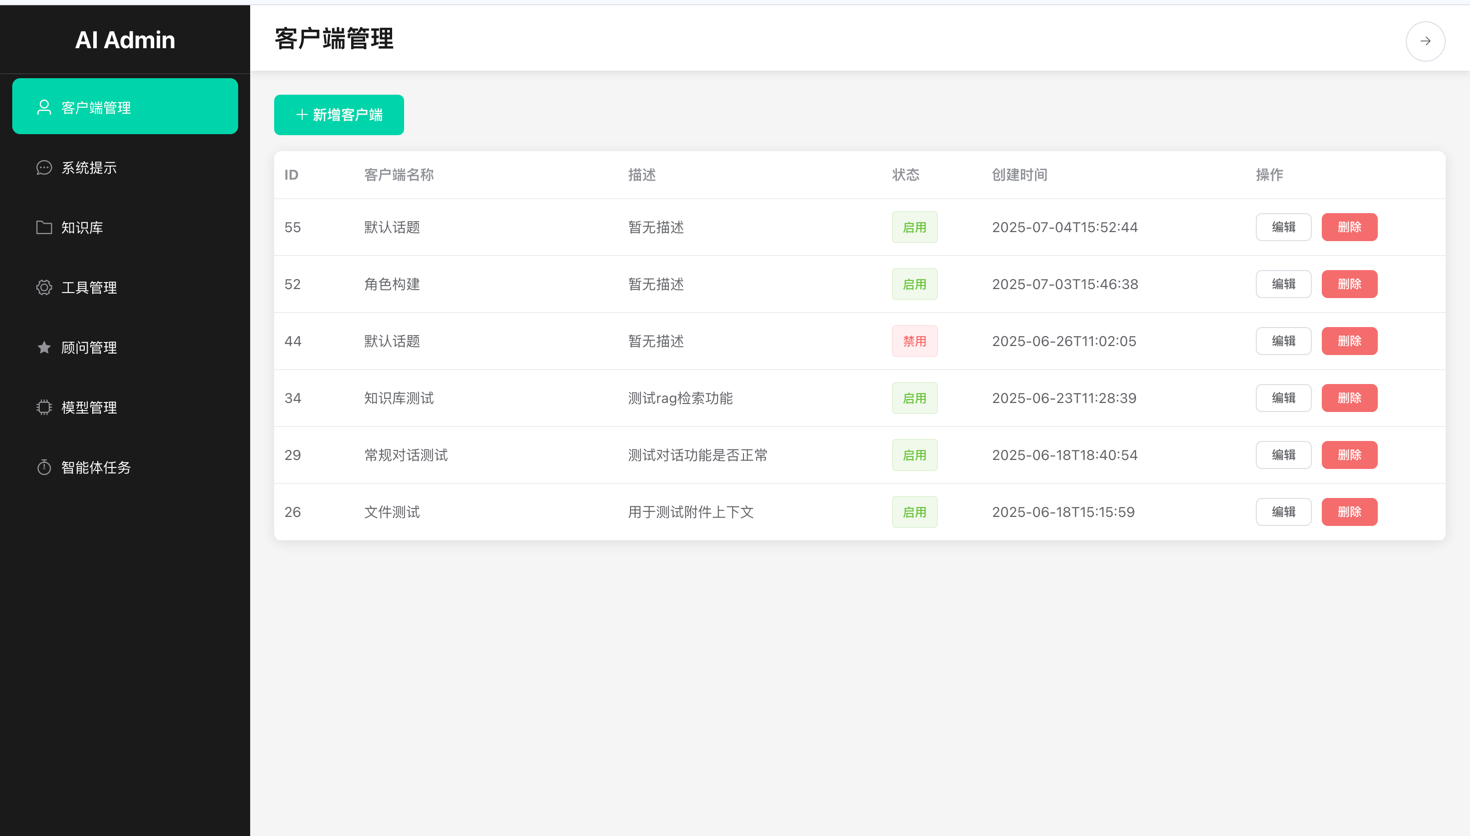 AI Admin
客户端管理
系统提示
知识库
工具管理
顾问管理
模型管理
智能体任务
客户端管理
新增客户端
ID 客户端名称 描述 状态 创建时间 操作
55 默认话题 暂无描述 启用 2025-07-04T15:52:44 编辑 删除
52 角色构建 暂无描述 启用 2025-07-03T15:46:38 编辑 删除
44 默认话题 暂无描述 禁用 2025-06-26T11:02:05 编辑 删除
34 知识库测试 测试rag检索功能 启用 2025-06-23T11:28:39 编辑 删除
29 常规对话测试 测试对话功能是否正常 启用 2025-06-18T18:40:54 编辑 删除
26 文件测试 用于测试附件上下文 启用 2025-06-18T15:15:59 编辑 删除